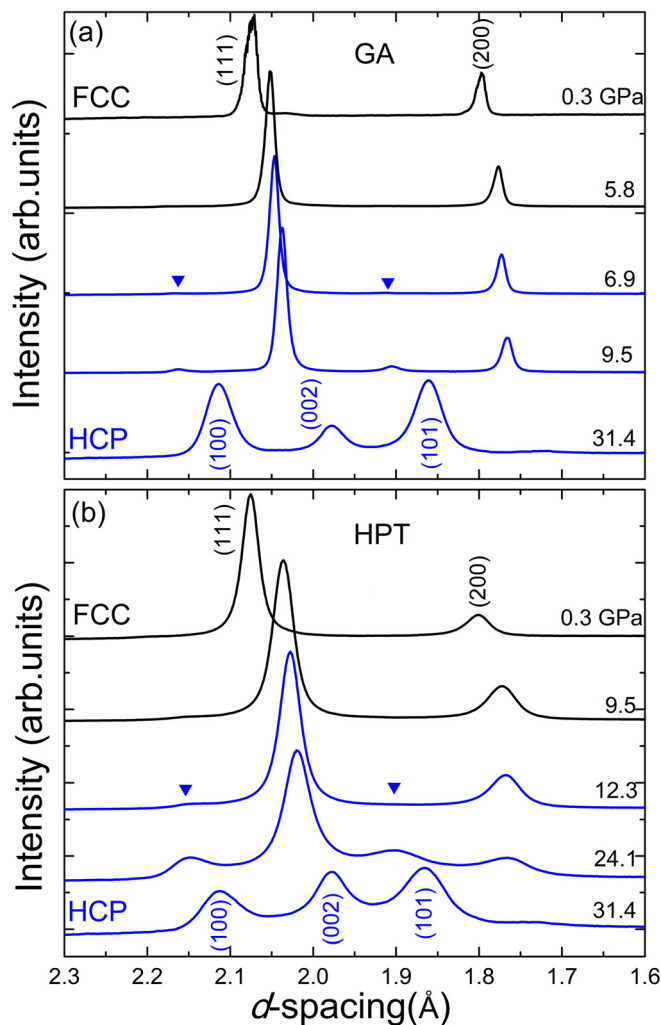 (a)
GA
(111)
(200)
FCC
0.3 GPa
5.8
6.9
9.5
(002)
HCP
(100)
(101)
31.4
Intensity (arb.units)
(b)
HPT
(111)
(200)
FCC
0.3 GPa
9.5
12.3
24.1
HCP
(100)
(002)
(101)
31.4
Intensity (arb.units)
2.3 2.2 2.1 2.0 1.9 1.8 1.7 1.6
d-spacing(Å)